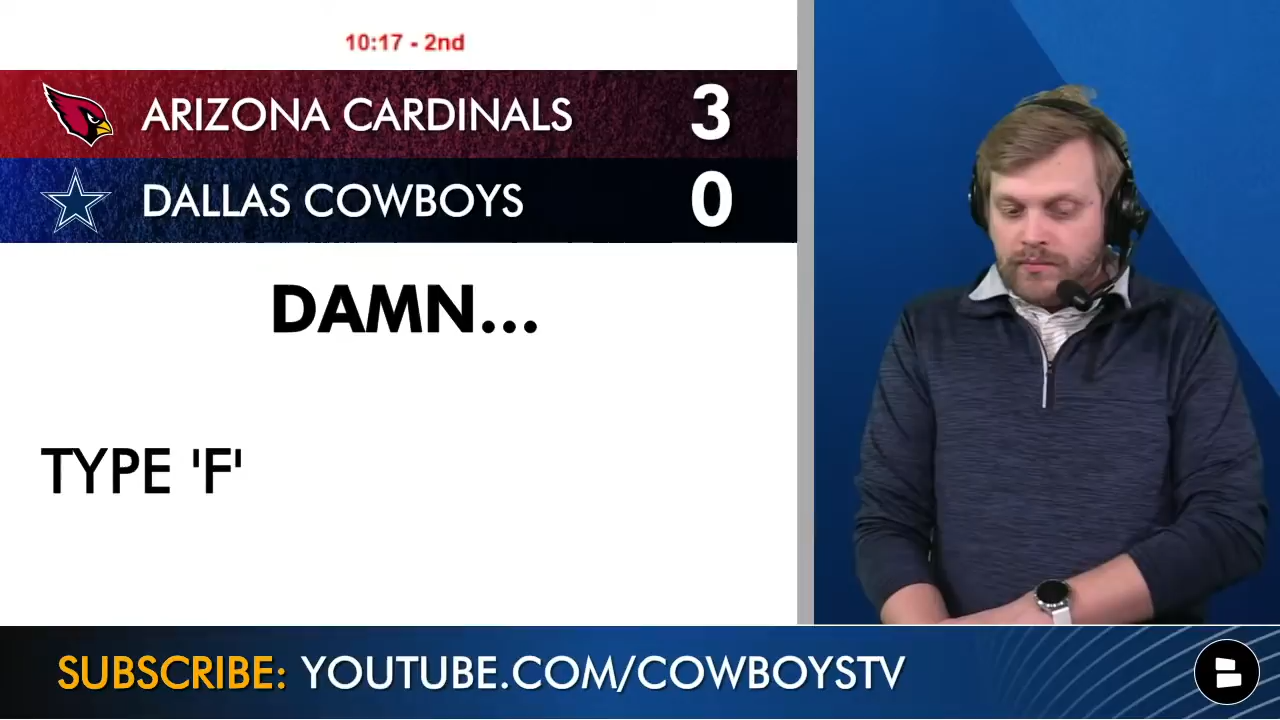 10:17 - 2nd
ARIZONA CARDINALS 3
DALLAS COWBOYS 0
DAMN...
TYPE 'F'
SUBSCRIBE: YOUTUBE.COM/COWBOYSTV